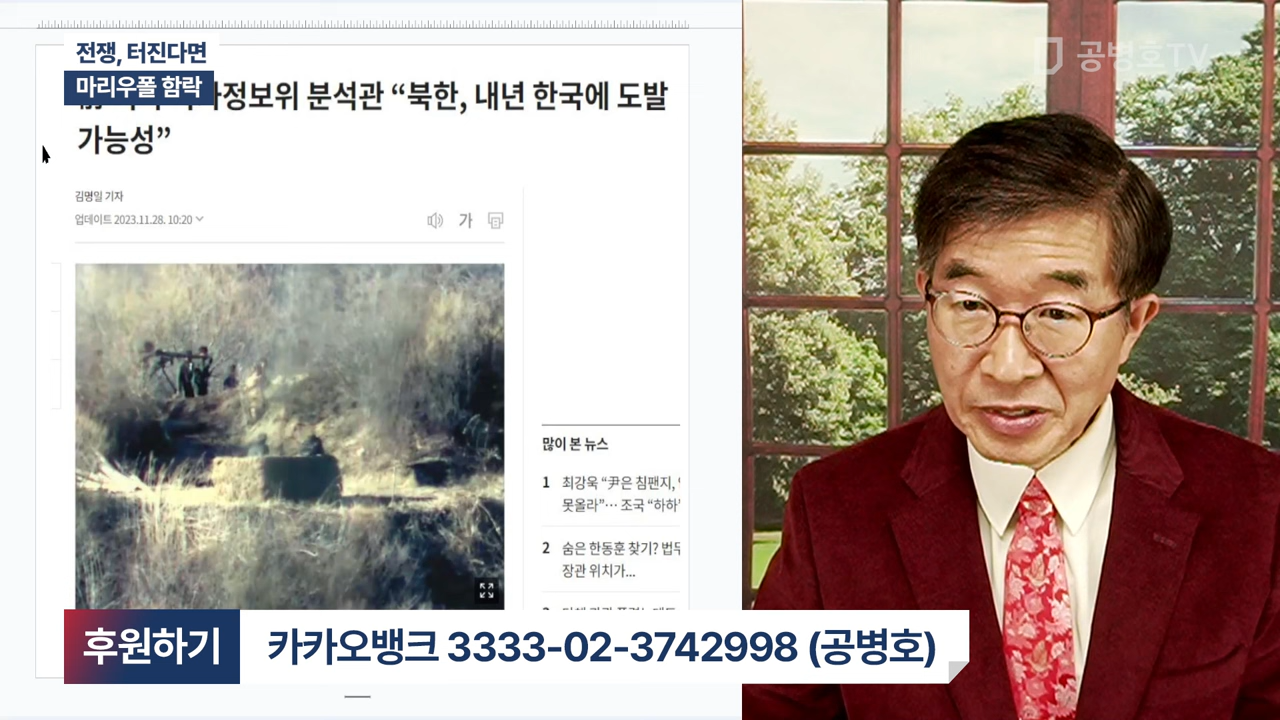 전쟁, 터진다면
마리우폴 함락
공병호TV
정보위 분석관 “북한, 내년 한국에 도발
가능성”
김명일 기자
업데이트 2023.11.28. 10:20
가
많이 본 뉴스
1 최강욱 “尹은 침팬지,
못올라”… 조국 “하하”
2 숨은 한동훈 찾기?
장관 위치가...
후원하기
카카오뱅크 3333-02-3742998 (공병호)